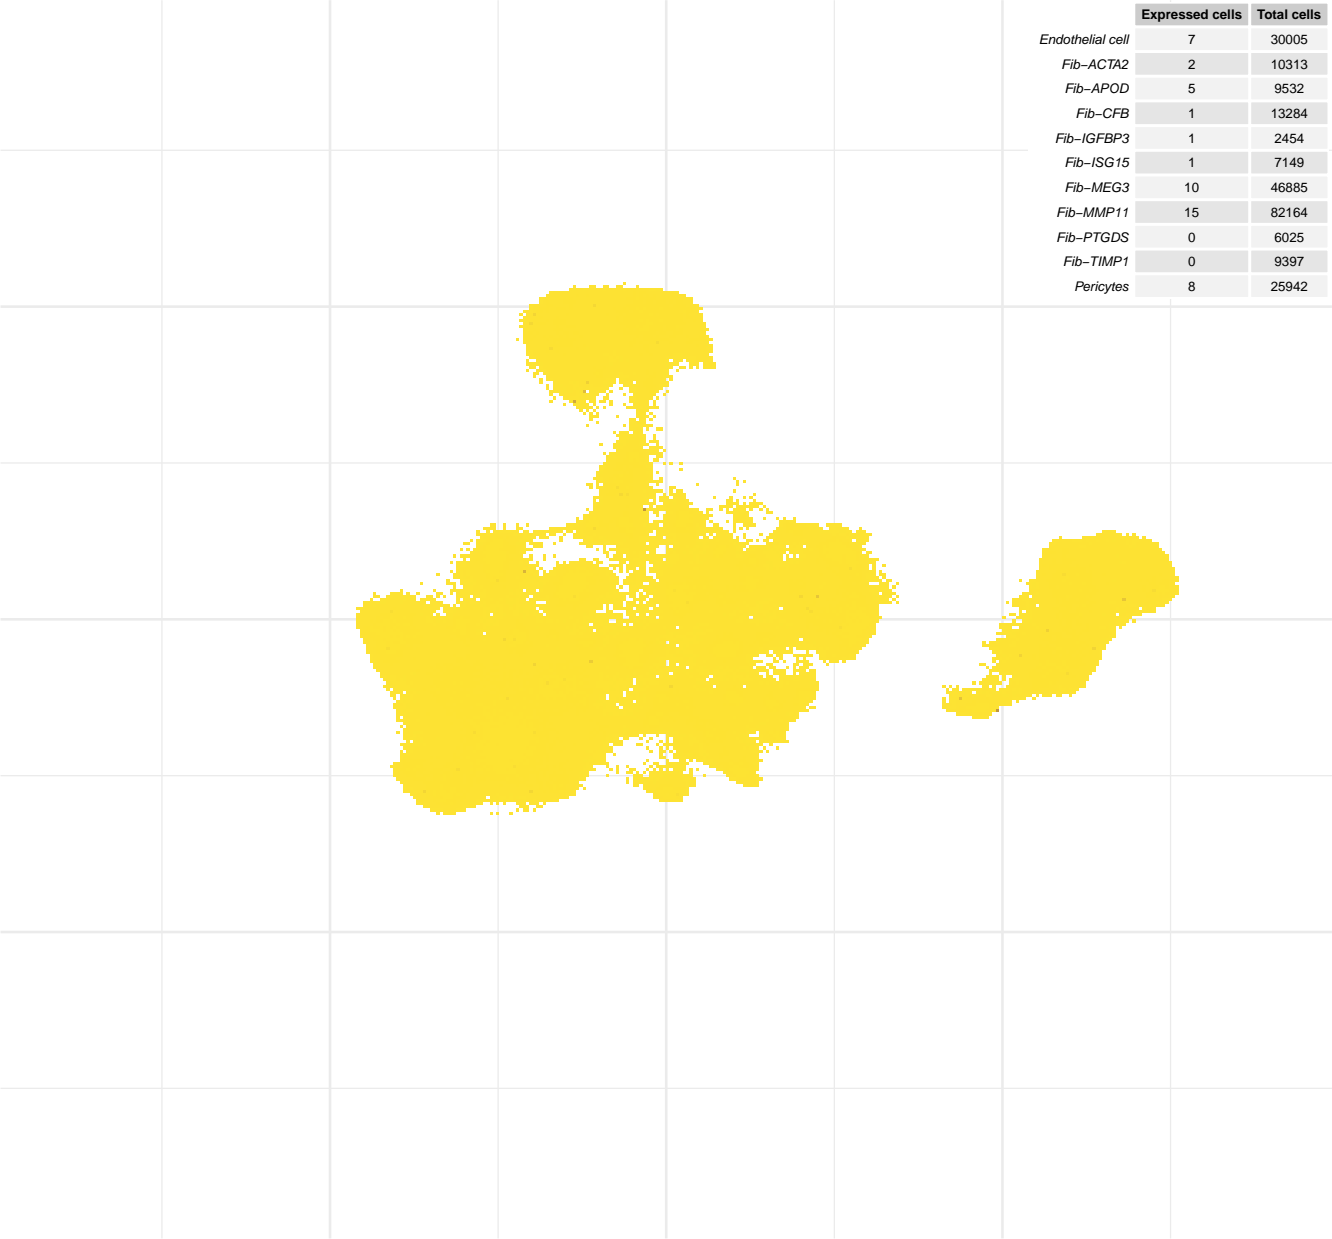 Expressed cells Total cells
Endothelial cell 7 30005
Fib−ACTA2 2 10313
Fib−APOD 5 9532
Fib−CFB 1 13284
Fib−IGFBP3 1 2454
Fib−ISG15 1 7149
Fib−MEG3 10 46885
Fib−MMP11 15 82164
Fib−PTGDS 0 6025
Fib−TIMP1 0 9397
Pericytes 8 25942